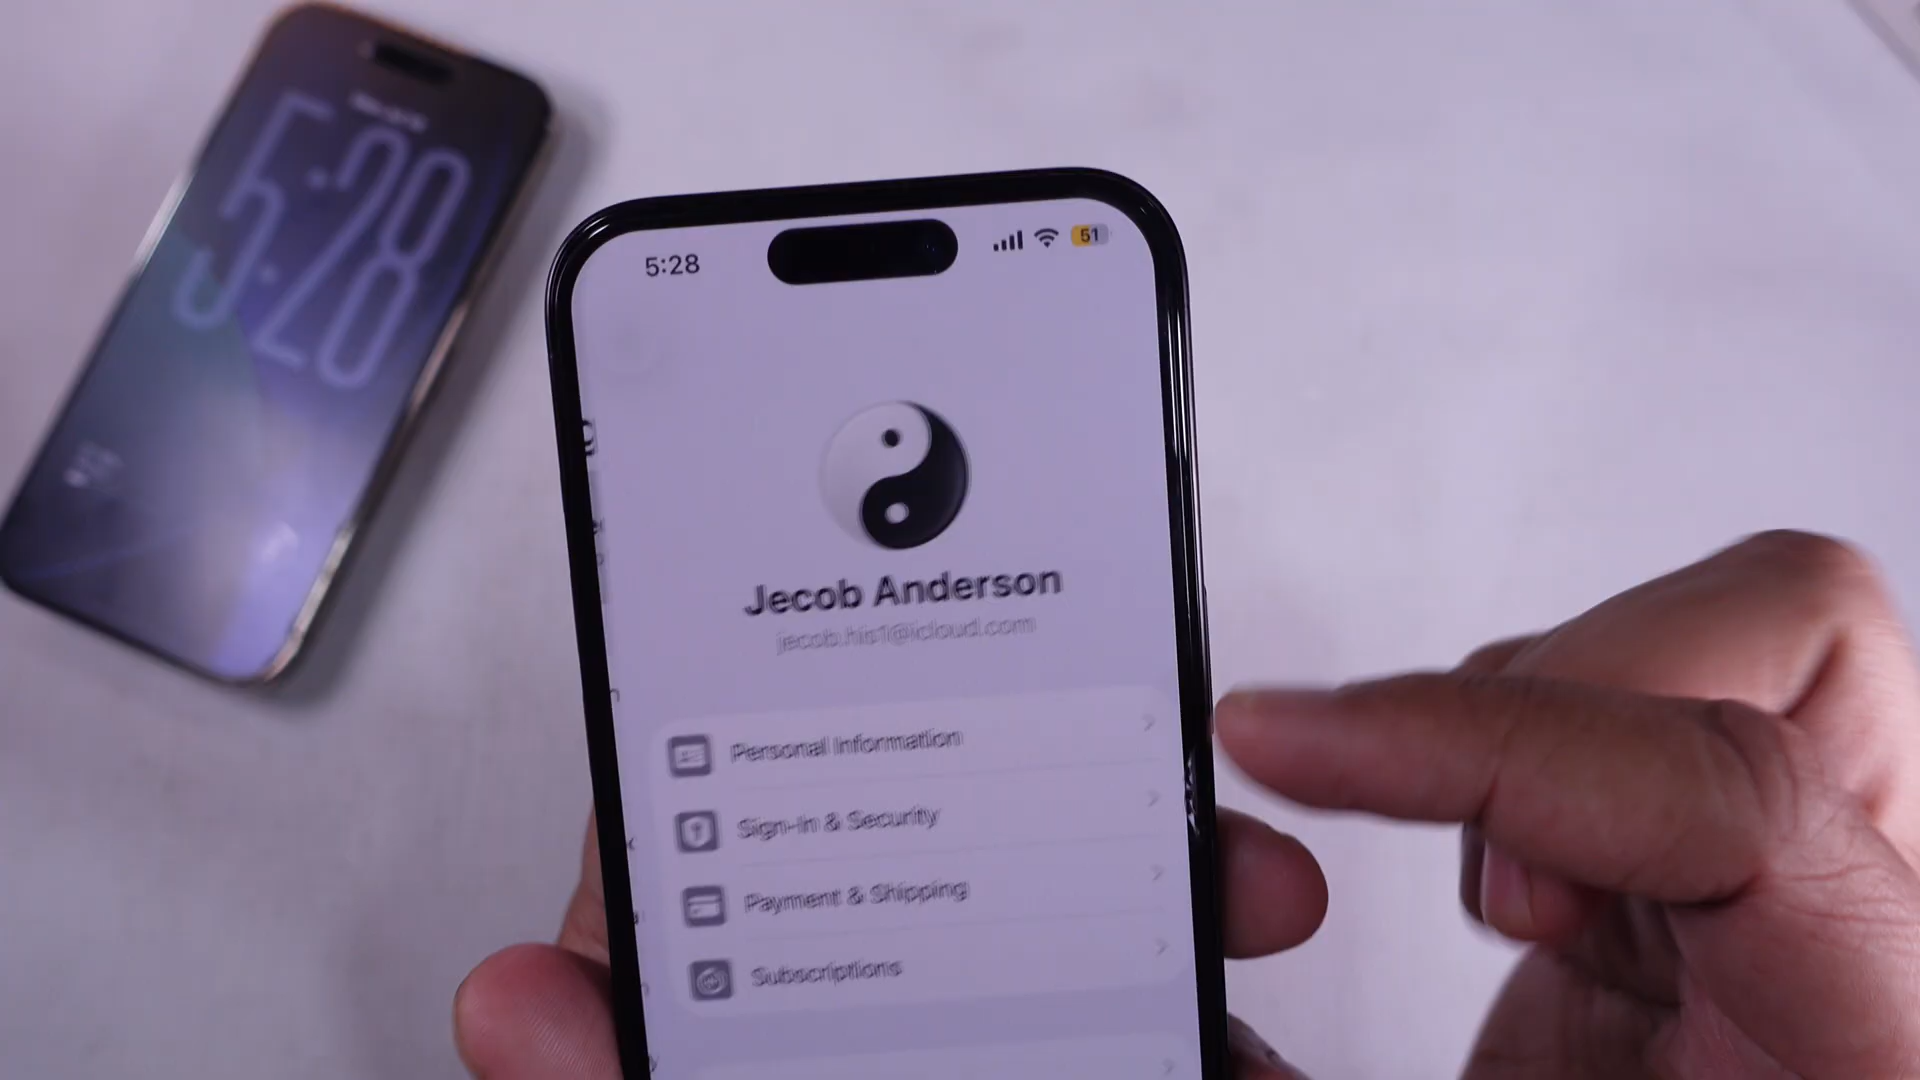 5:28
5:28
51
Jecob Anderson
jecob.his1@icloud.com
Personal Information
Sign-In & Security
Payment & Shipping
Subscriptions